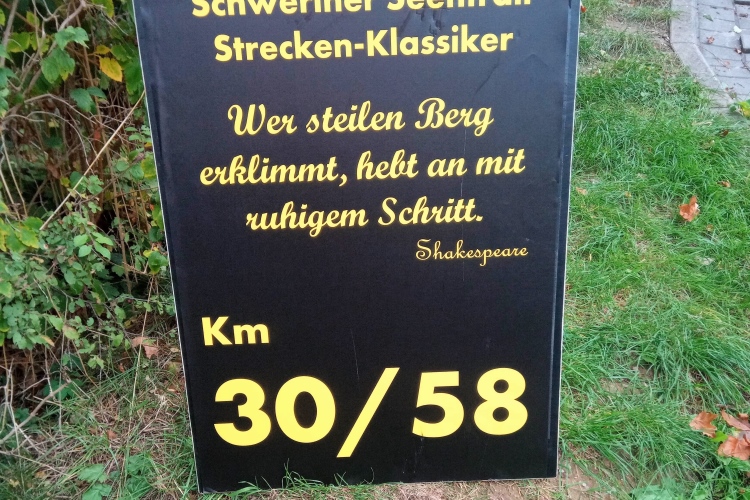 Schweriner Seentrail
Strecken-Klassiker
Wer steilen Berg
erklimmt, hebt an mit
ruhigem Schritt.
Shakespeare
Km
30/58